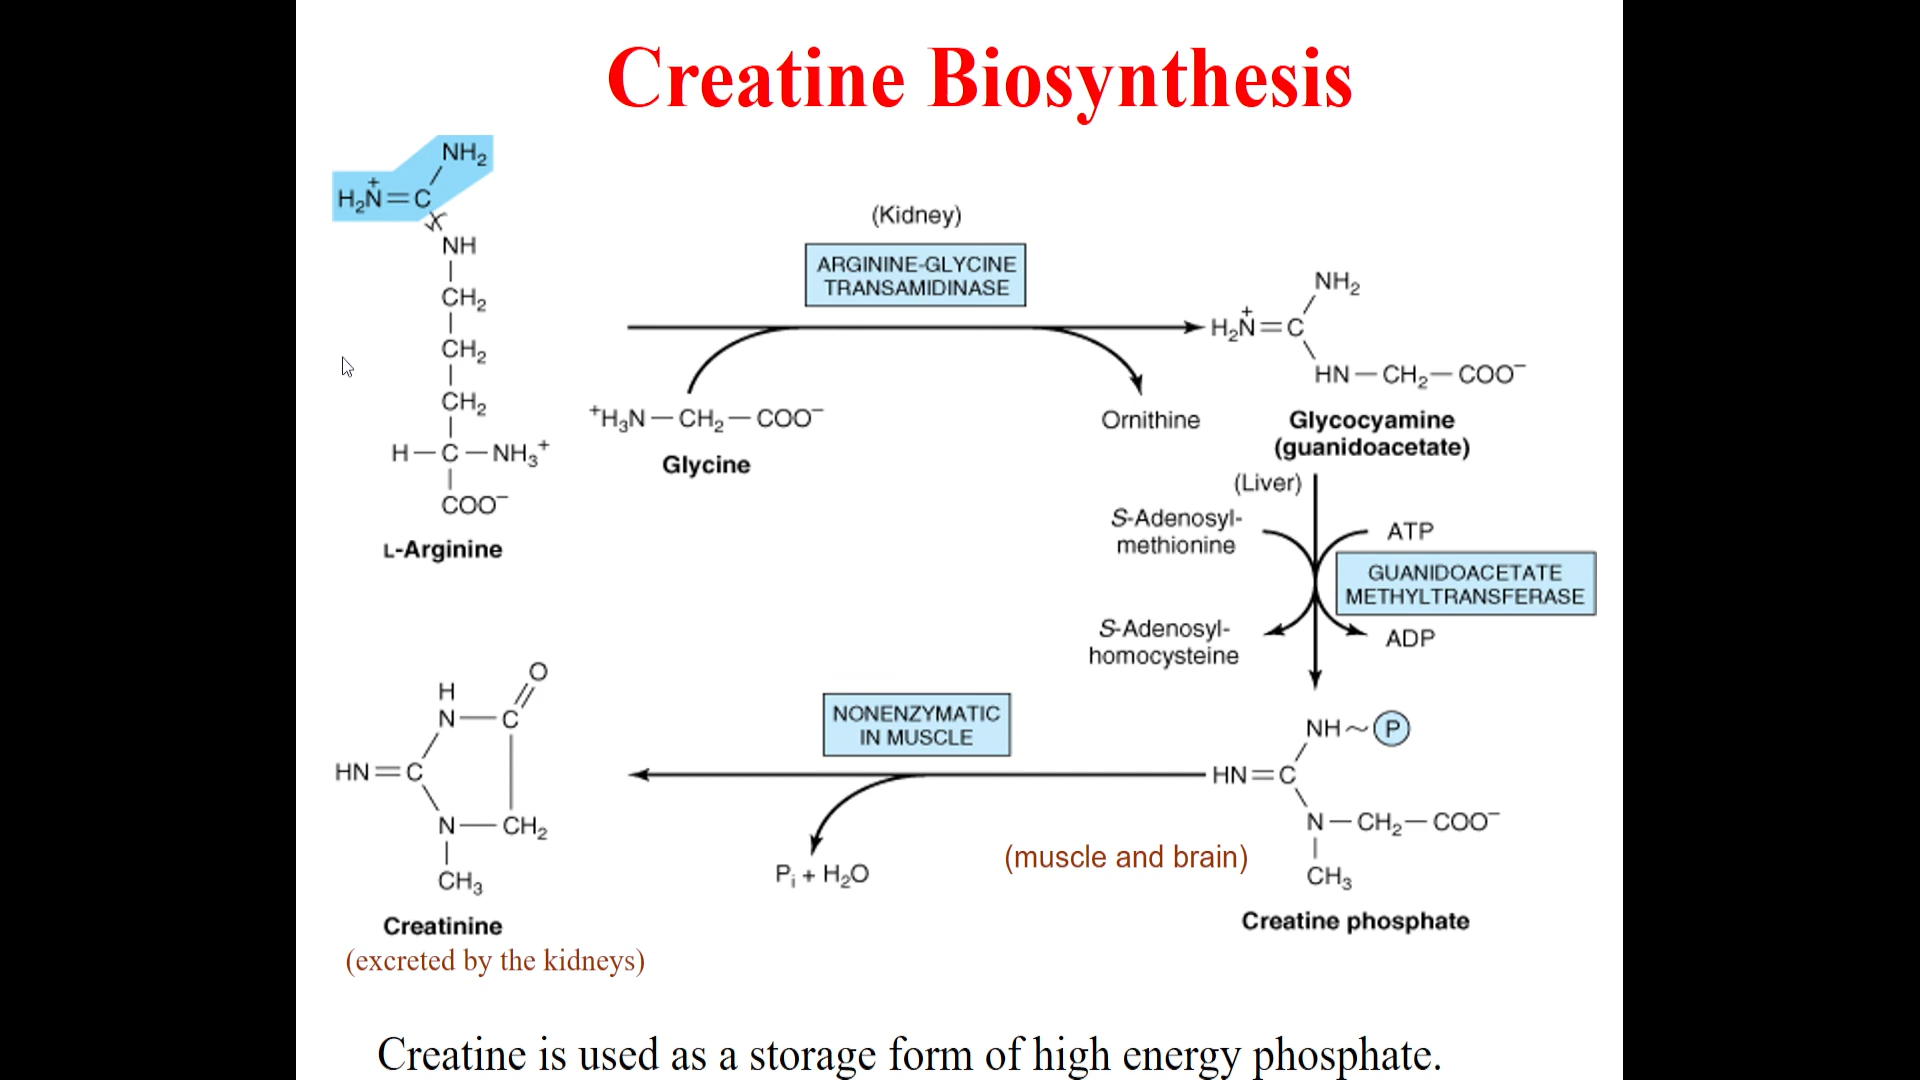 Creatine Biosynthesis
NH2
H2N+=C
NH
CH2
CH2
CH2
H—C—NH3+
COO−
L-Arginine
(Kidney)
ARGININE-GLYCINE
TRANSAMIDINASE
+H3N—CH2—COO−
Glycine
Ornithine
NH2
H2N+=C
HN—CH2—COO−
Glycocyamine
(guanidoacetate)
(Liver)
S-Adenosyl-
methionine
ATP
GUANIDOACETATE
METHYLTRANSFERASE
S-Adenosyl-
homocysteine
ADP
NH~P
HN=C
N—CH2—COO−
CH3
Creatine phosphate
(muscle and brain)
NONENZYMATIC
IN MUSCLE
Pi + H2O
O
H
N—C
HN=C
N—CH2
CH3
Creatinine
(excreted by the kidneys)
Creatine is used as a storage form of high energy phosphate.